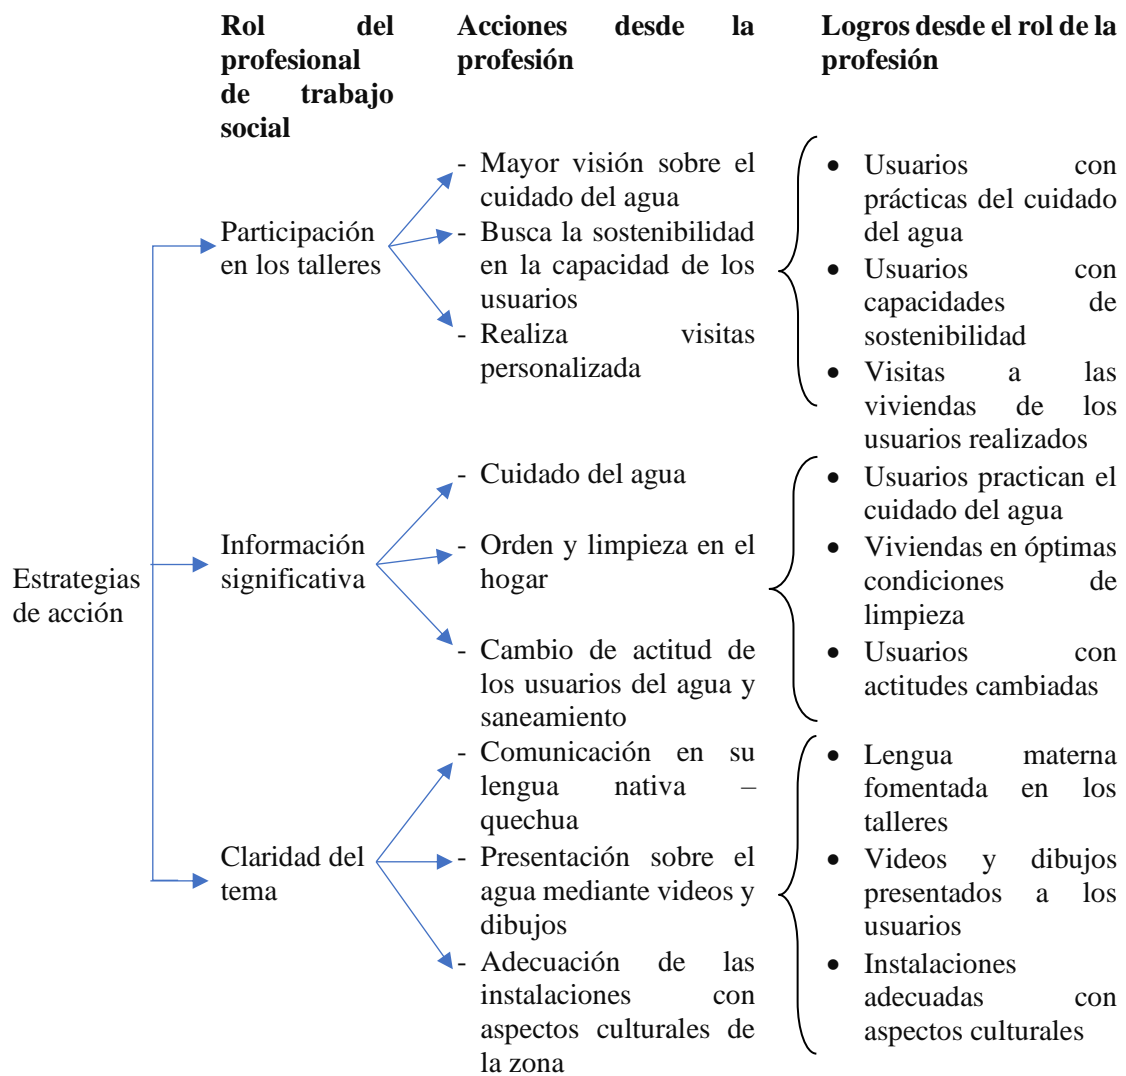 Rol del
profesional
de trabajo
social
Acciones desde la
profesión
Logros desde el rol de la
profesión
Estrategias
de acción
Participación
en los talleres
- Mayor visión sobre el
cuidado del agua
- Busca la sostenibilidad
en la capacidad de los
usuarios
- Realiza visitas
personalizada
• Usuarios con
prácticas del cuidado
del agua
• Usuarios con
capacidades de
sostenibilidad
• Visitas a las
viviendas de los
usuarios realizados
Información
significativa
- Cuidado del agua
- Orden y limpieza en el
hogar
- Cambio de actitud de
los usuarios del agua y
saneamiento
• Usuarios practican el
cuidado del agua
• Viviendas en óptimas
condiciones de
limpieza
• Usuarios con
actitudes cambiadas
Claridad del
tema
- Comunicación en su
lengua nativa –
quechua
- Presentación sobre el
agua mediante videos y
dibujos
- Adecuación de las
instalaciones con
aspectos culturales de
la zona
• Lengua materna
fomentada en los
talleres
• Videos y dibujos
presentados a los
usuarios
• Instalaciones
adecuadas con
aspectos culturales